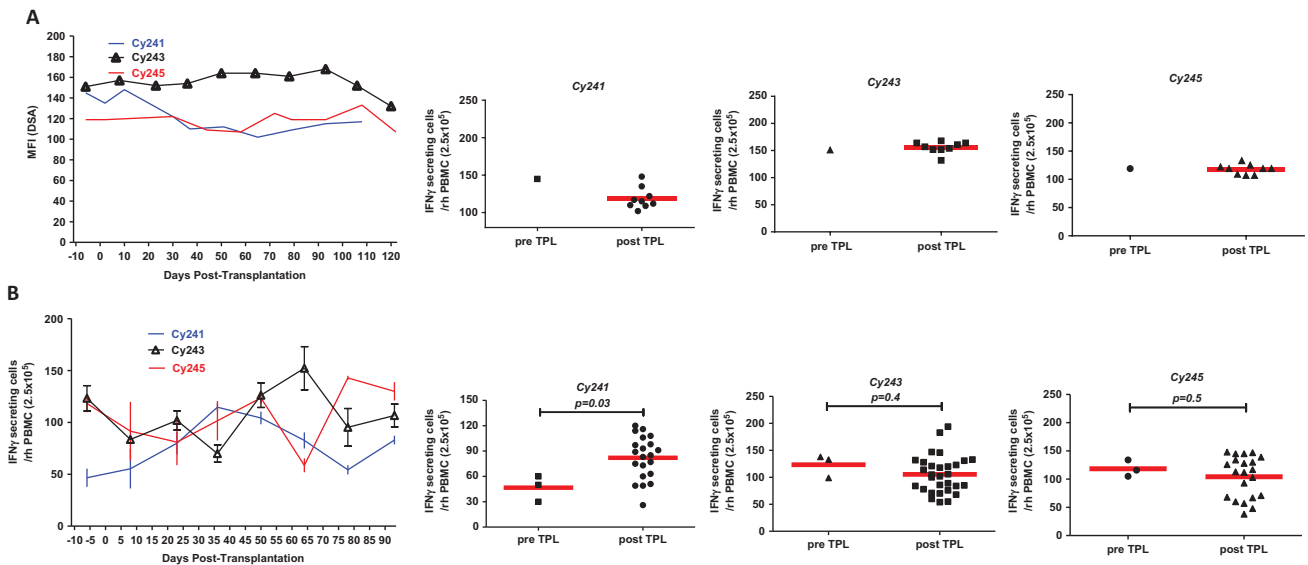 A
MFI (DSA)
200
180
160
140
120
100
80
60
40
20
0
-10 0 10 20 30 40 50 60 70 80 90 100 110 120
Days Post-Transplantation
Cy241
Cy243
Cy245
Cy241
IFNγ secreting cells
/rh PBMC (2.5x10⁵)
250
200
150
100
pre TPL post TPL
Cy243
IFNγ secreting cells
/rh PBMC (2.5x10⁵)
250
200
150
100
50
0
pre TPL post TPL
Cy245
IFNγ secreting cells
/rh PBMC (2.5x10⁵)
250
200
150
100
50
0
pre TPL post TPL
B
IFNγ secreting cells
/rh PBMC (2.5x10⁵)
200
150
100
50
0
-10 -5 0 5 10 15 20 25 30 35 40 45 50 55 60 65 70 75 80 85 90
Days Post-Transplantation
Cy241
Cy243
Cy245
Cy241
p=0.03
IFNγ secreting cells
/rh PBMC (2.5x10⁵)
150
120
90
60
30
0
pre TPL post TPL
Cy243
p=0.4
IFNγ secreting cells
/rh PBMC (2.5x10⁵)
250
200
150
100
50
0
pre TPL post TPL
Cy245
p=0.5
IFNγ secreting cells
/rh PBMC (2.5x10⁵)
250
200
150
100
50
0
pre TPL post TPL